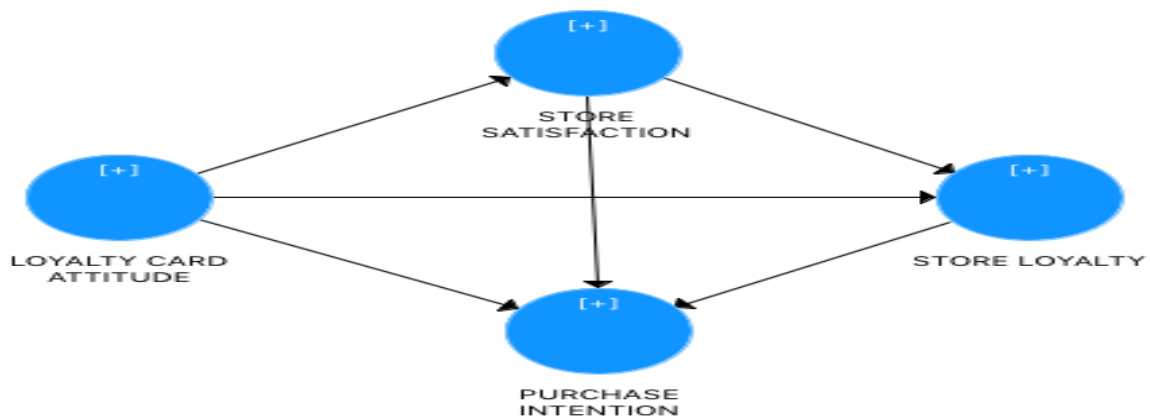 [+]
STORE
SATISFACTION
[+]
LOYALTY CARD
ATTITUDE
[+]
STORE LOYALTY
[+]
PURCHASE
INTENTION